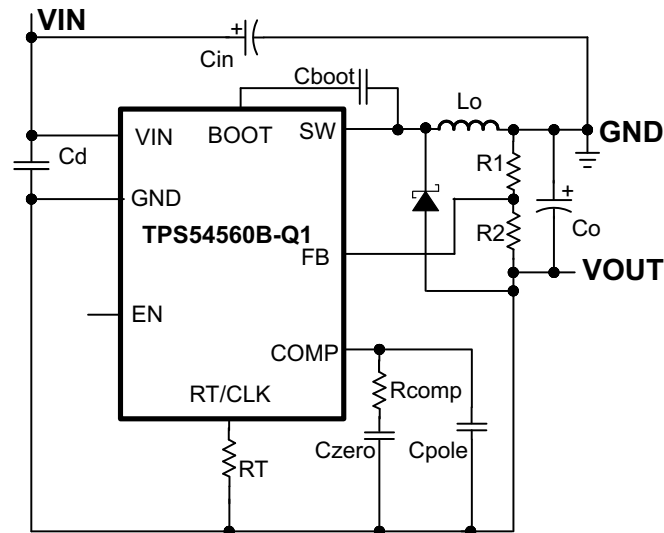 VIN
+
Cin
Cboot
Lo
VIN
BOOT
SW
GND
Cd
R1
GND
+
TPS54560B-Q1
R2
Co
FB
VOUT
EN
COMP
RT/CLK
Rcomp
Czero
Cpole
RT